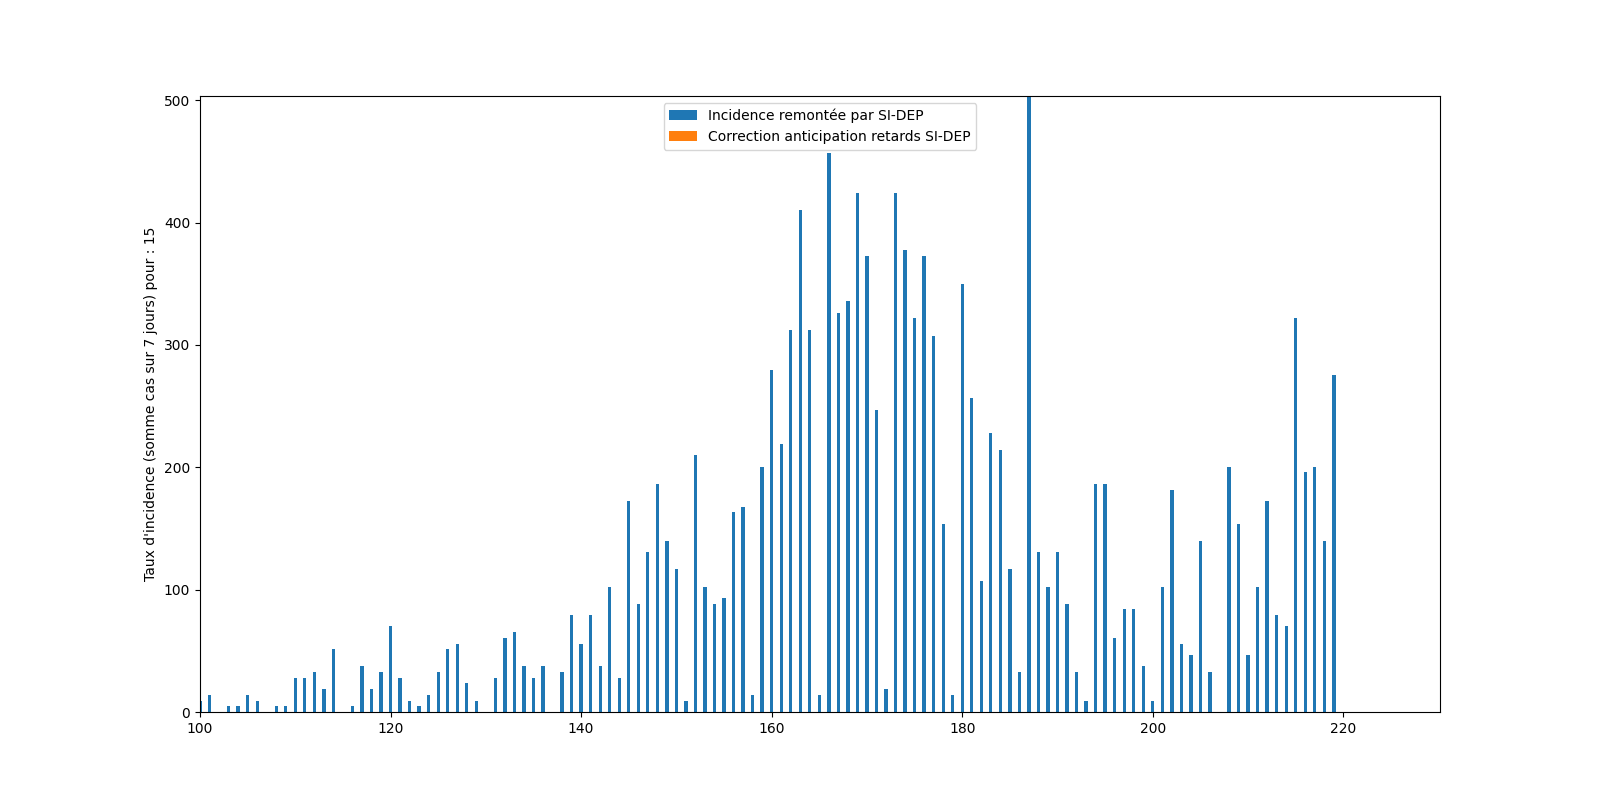 Incidence remontée par SI-DEP
Correction anticipation retards SI-DEP
Taux d'incidence (somme cas sur 7 jours) pour : 15
500
400
300
200
100
0
100 120 140 160 180 200 220